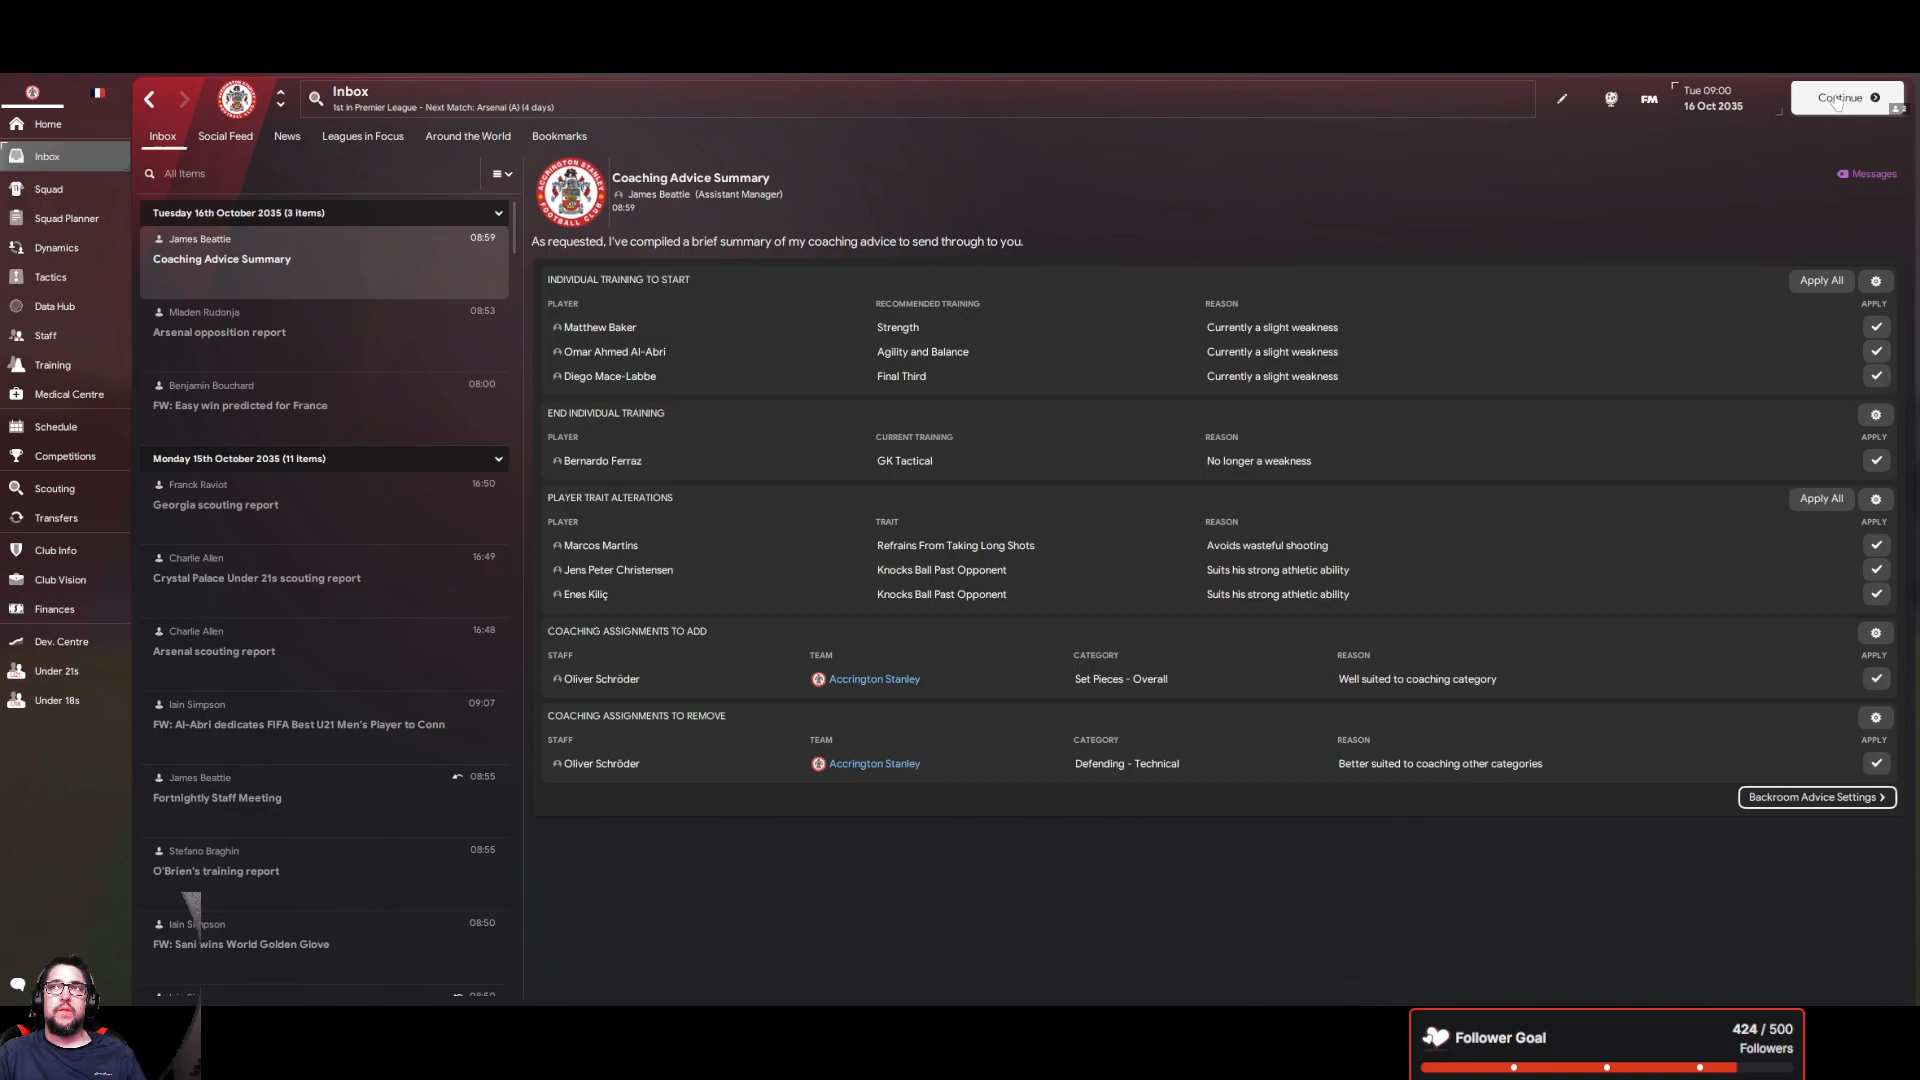 Inbox
1st in Premier League - Next Match: Arsenal (A) (4 days)
FM
Tue 09:00
16 Oct 2035
Continue
2
Home
Inbox
Squad
Squad Planner
Dynamics
Tactics
Data Hub
Staff
Training
Medical Centre
Schedule
Competitions
Scouting
Transfers
Club Info
Club Vision
Finances
Dev. Centre
Under 21s
Under 18s
Inbox Social Feed News Leagues in Focus Around the World Bookmarks
All Items
Tuesday 16th October 2035 (3 items)
James Beattie 08:59
Coaching Advice Summary
Mladen Rudonja 08:53
Arsenal opposition report
Benjamin Bouchard 08:00
FW: Easy win predicted for France
Monday 15th October 2035 (11 items)
Franck Raviot 16:50
Georgia scouting report
Charlie Allen 16:49
Crystal Palace Under 21s scouting report
Charlie Allen 16:48
Arsenal scouting report
Iain Simpson 09:07
FW: Al-Abri dedicates FIFA Best U21 Men's Player to Conn
James Beattie 08:55
Fortnightly Staff Meeting
Stefano Braghin 08:55
O'Brien's training report
Iain Simpson 08:50
FW: Sani wins World Golden Glove
08:50
ACCRINGTON STANLEY
FOOTBALL CLUB
Coaching Advice Summary
James Beattie (Assistant Manager)
08:59
Messages
As requested, I've compiled a brief summary of my coaching advice to send through to you.
INDIVIDUAL TRAINING TO START Apply All
PLAYER RECOMMENDED TRAINING REASON APPLY
Matthew Baker Strength Currently a slight weakness
Omar Ahmed Al-Abri Agility and Balance Currently a slight weakness
Diego Mace-Labbe Final Third Currently a slight weakness
END INDIVIDUAL TRAINING
PLAYER CURRENT TRAINING REASON APPLY
Bernardo Ferraz GK Tactical No longer a weakness
PLAYER TRAIT ALTERATIONS Apply All
PLAYER TRAIT REASON APPLY
Marcos Martins Refrains From Taking Long Shots Avoids wasteful shooting
Jens Peter Christensen Knocks Ball Past Opponent Suits his strong athletic ability
Enes Kiliç Knocks Ball Past Opponent Suits his strong athletic ability
COACHING ASSIGNMENTS TO ADD
STAFF TEAM CATEGORY REASON APPLY
Oliver Schröder Accrington Stanley Set Pieces - Overall Well suited to coaching category
COACHING ASSIGNMENTS TO REMOVE
STAFF TEAM CATEGORY REASON APPLY
Oliver Schröder Accrington Stanley Defending - Technical Better suited to coaching other categories
Backroom Advice Settings
Follower Goal
424 / 500
Followers